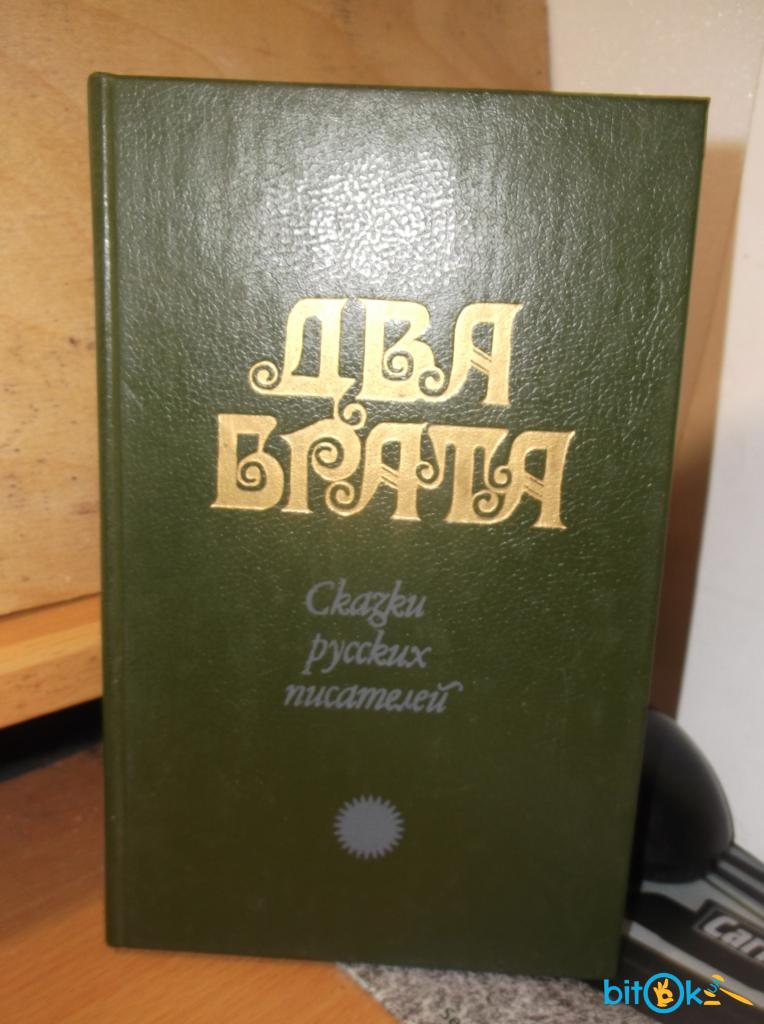 ДВА
БРАТА
Сказки
русских
писателей
bitok